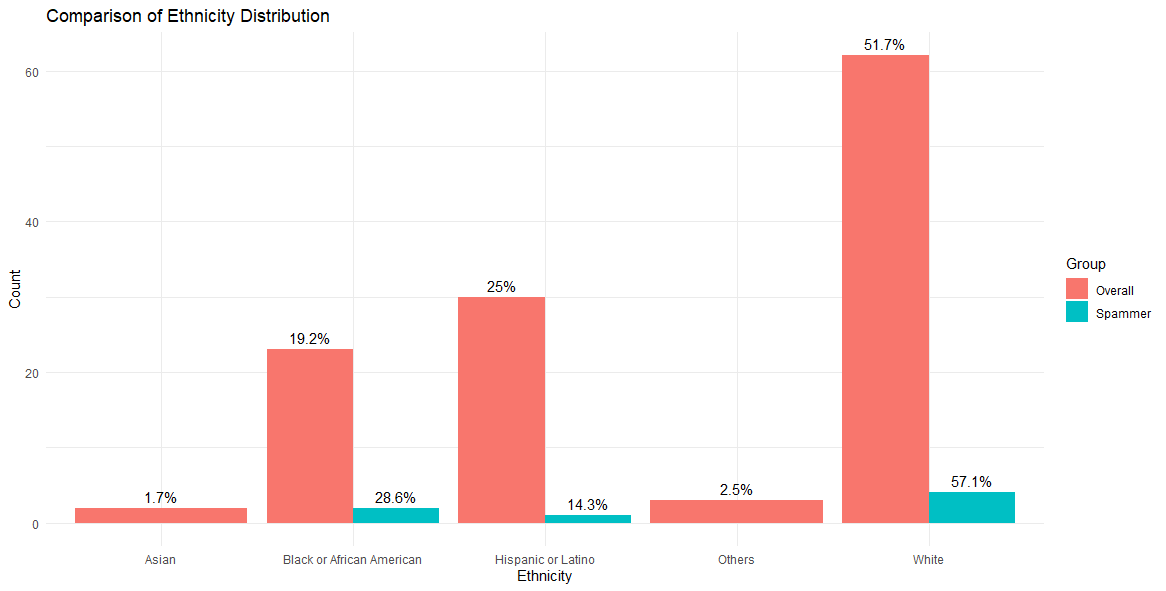 Comparison of Ethnicity Distribution
51.7%
60
40
25%
19.2%
20
57.1%
2.5%
1.7%
28.6%
14.3%
0
Count
Group
Overall
Spammer
Asian
Black or African American
Hispanic or Latino
Others
White
Ethnicity